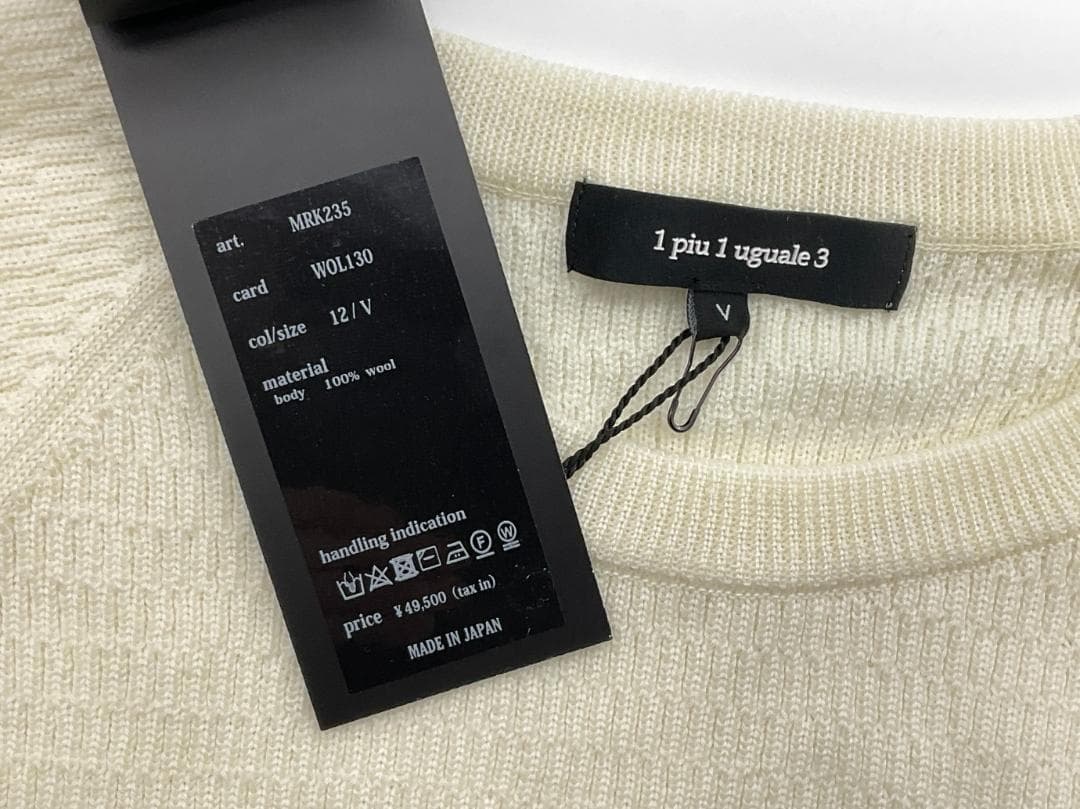 art. MRK235
card WOL130
col/size 12/V
material
body 100% wool
handling indication
F W
price ¥49,500 (tax in)
MADE IN JAPAN
1 piu 1 uguale 3
V